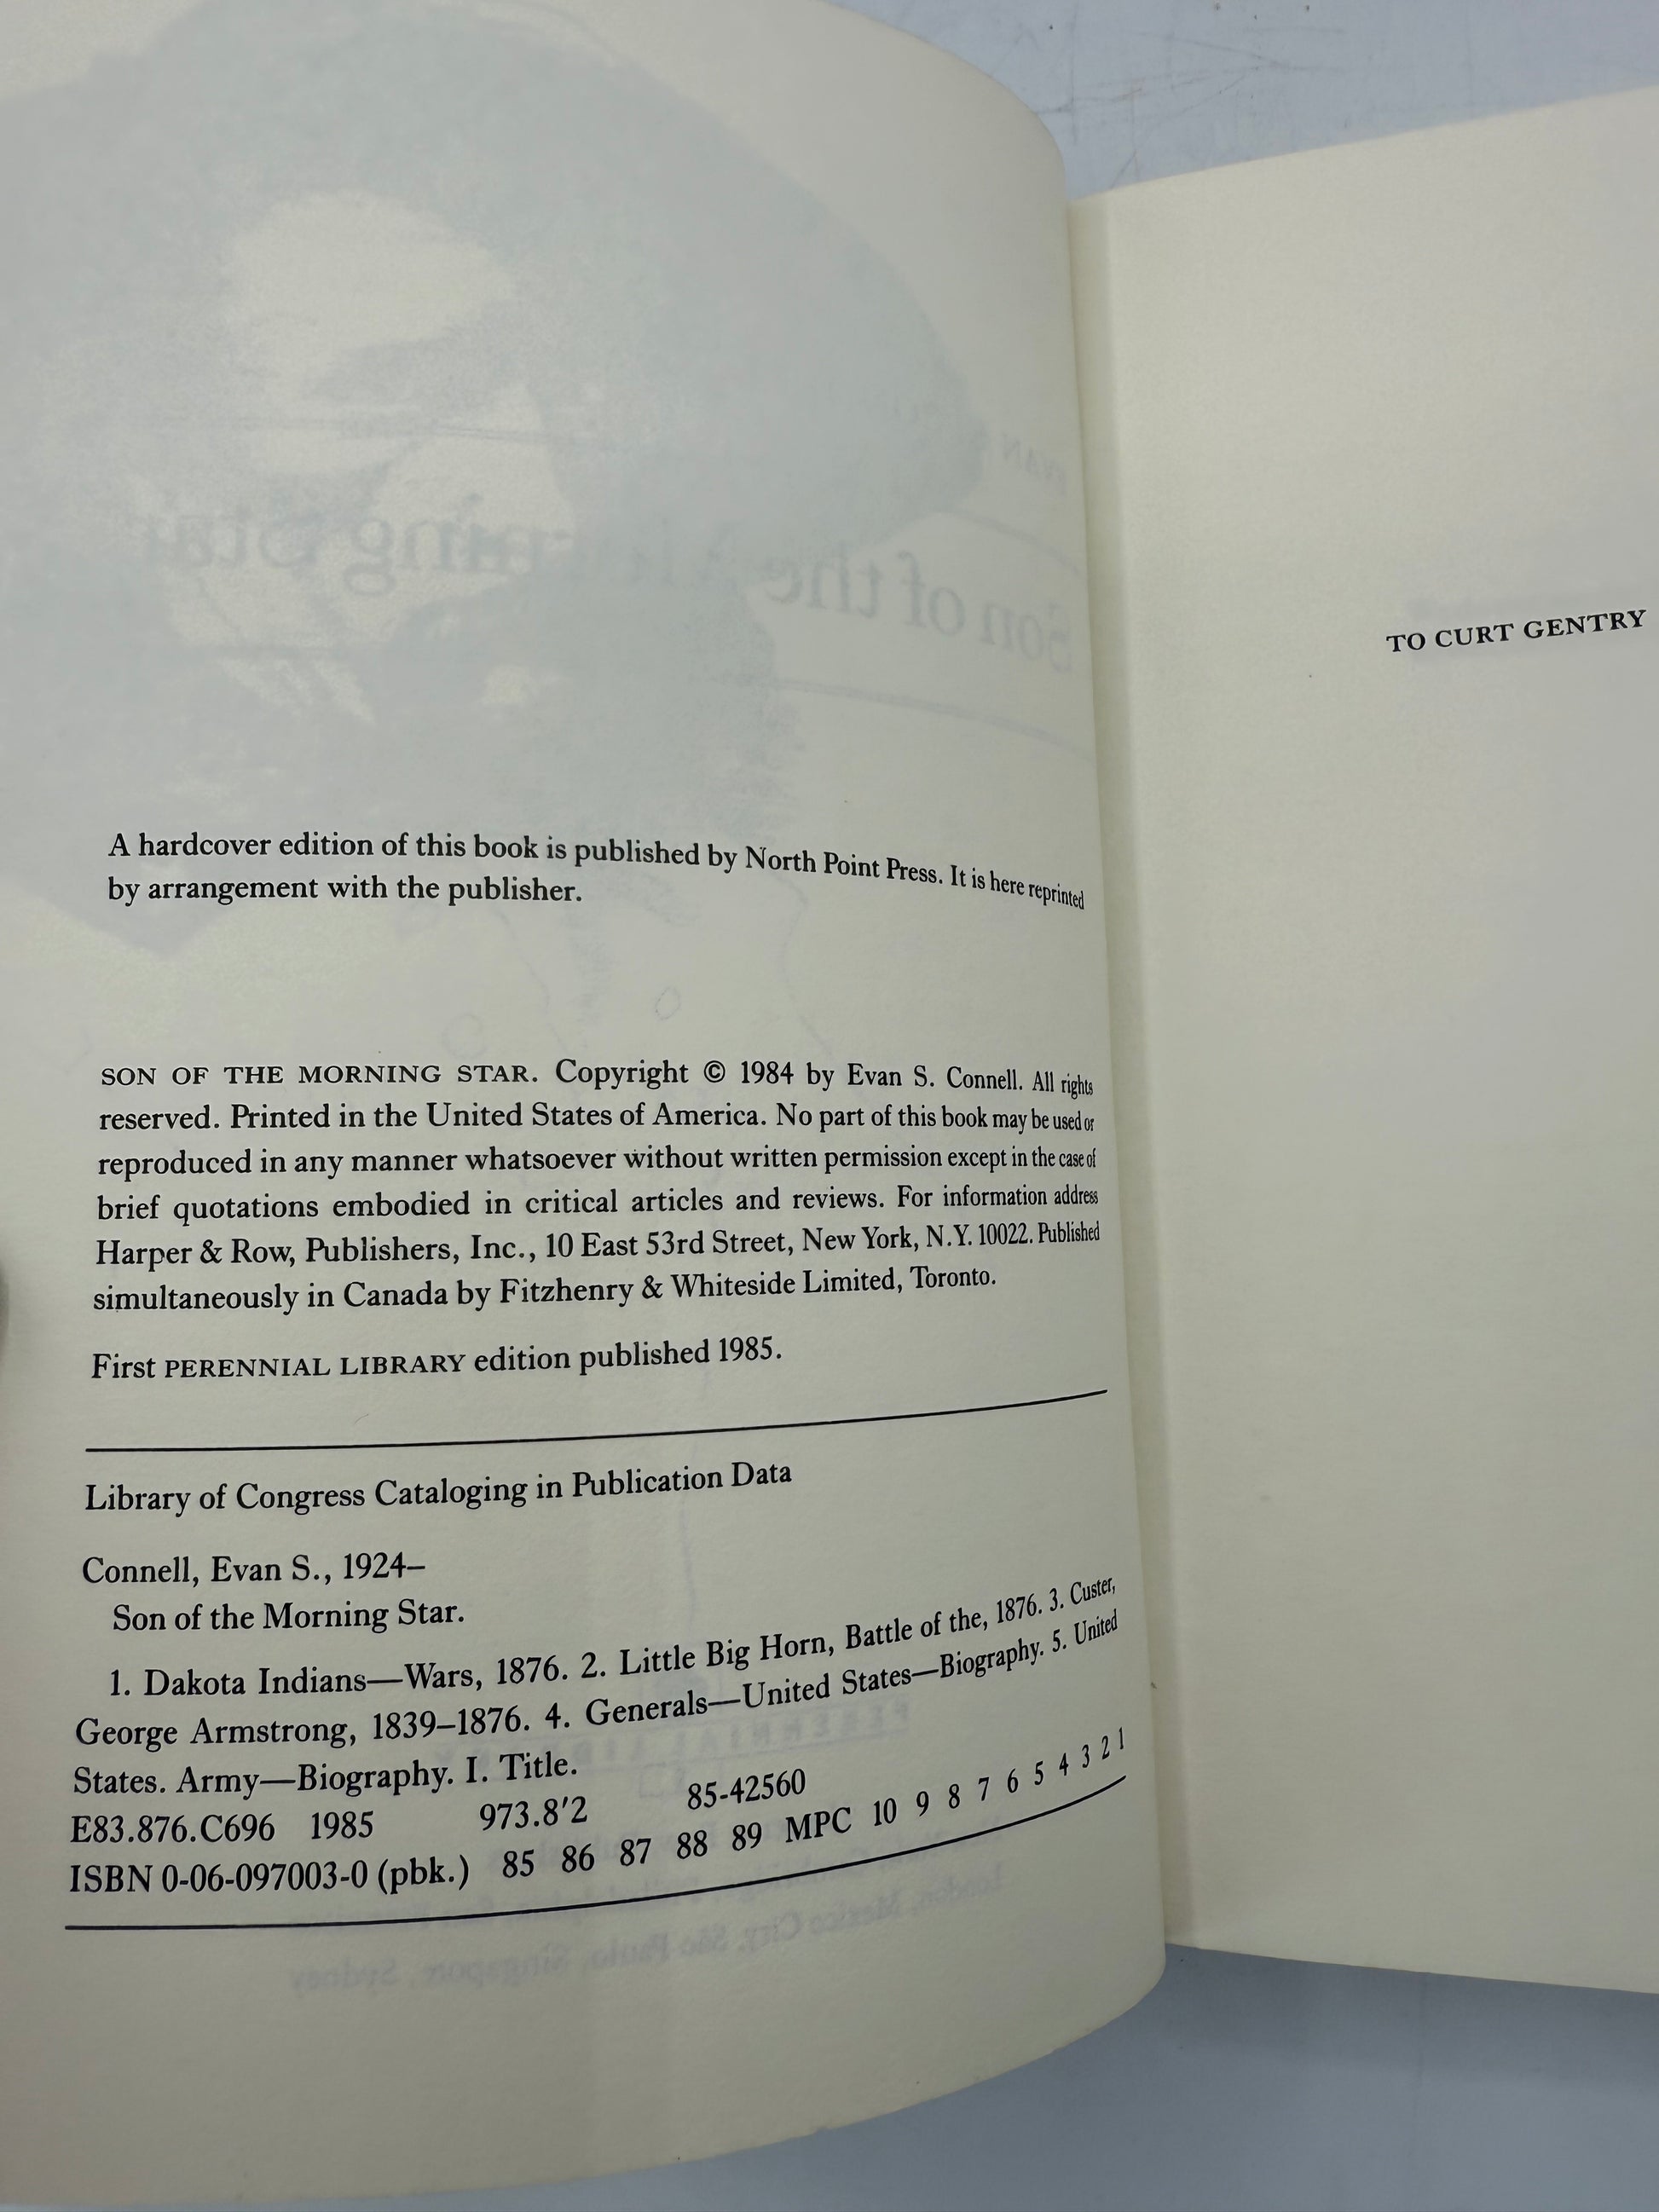 A hardcover edition of this book is published by North Point Press. It is here reprinted
by arrangement with the publisher.
SON OF THE MORNING STAR. Copyright © 1984 by Evan S. Connell. All rights
reserved. Printed in the United States of America. No part of this book may be used or
reproduced in any manner whatsoever without written permission except in the case of
brief quotations embodied in critical articles and reviews. For information address
Harper & Row, Publishers, Inc., 10 East 53rd Street, New York, N.Y. 10022. Published
simultaneously in Canada by Fitzhenry & Whiteside Limited, Toronto.
First PERENNIAL LIBRARY edition published 1985.
Library of Congress Cataloging in Publication Data
Connell, Evan S., 1924–
Son of the Morning Star.
1. Dakota Indians—Wars, 1876. 2. Little Big Horn, Battle of the, 1876. 3. Custer,
George Armstrong, 1839–1876. 4. Generals—United States—Biography. 5. United
States. Army—Biography. I. Title.
E83.876.C696 1985 973.8′2 85-42560
ISBN 0-06-097003-0 (pbk.) 85 86 87 88 89 MPC 10 9 8 7 6 5 4 3 2 1
TO CURT GENTRY